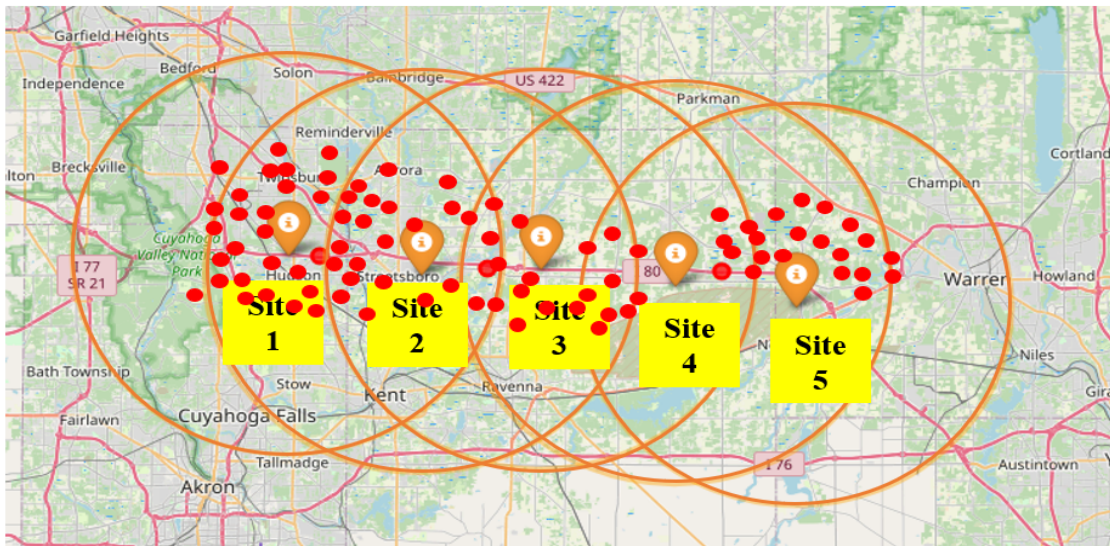 Garfield Heights
Bedford
Solon
Bainbridge
US 422
Independence
Parkman
Reminderville
Cortland
Brecksville
Twinsburg
Aurora
Champion
Cuyahoga
Valley National
Park
I 77
SR 21
Hudson
Streetsboro
80
Warren
Howland
Site
1
Site
2
Site
3
Site
4
Site
5
Bath Township
Stow
Kent
Ravenna
Niles
Fairlawn
Cuyahoga Falls
Tallmadge
I 76
Austintown
Akron